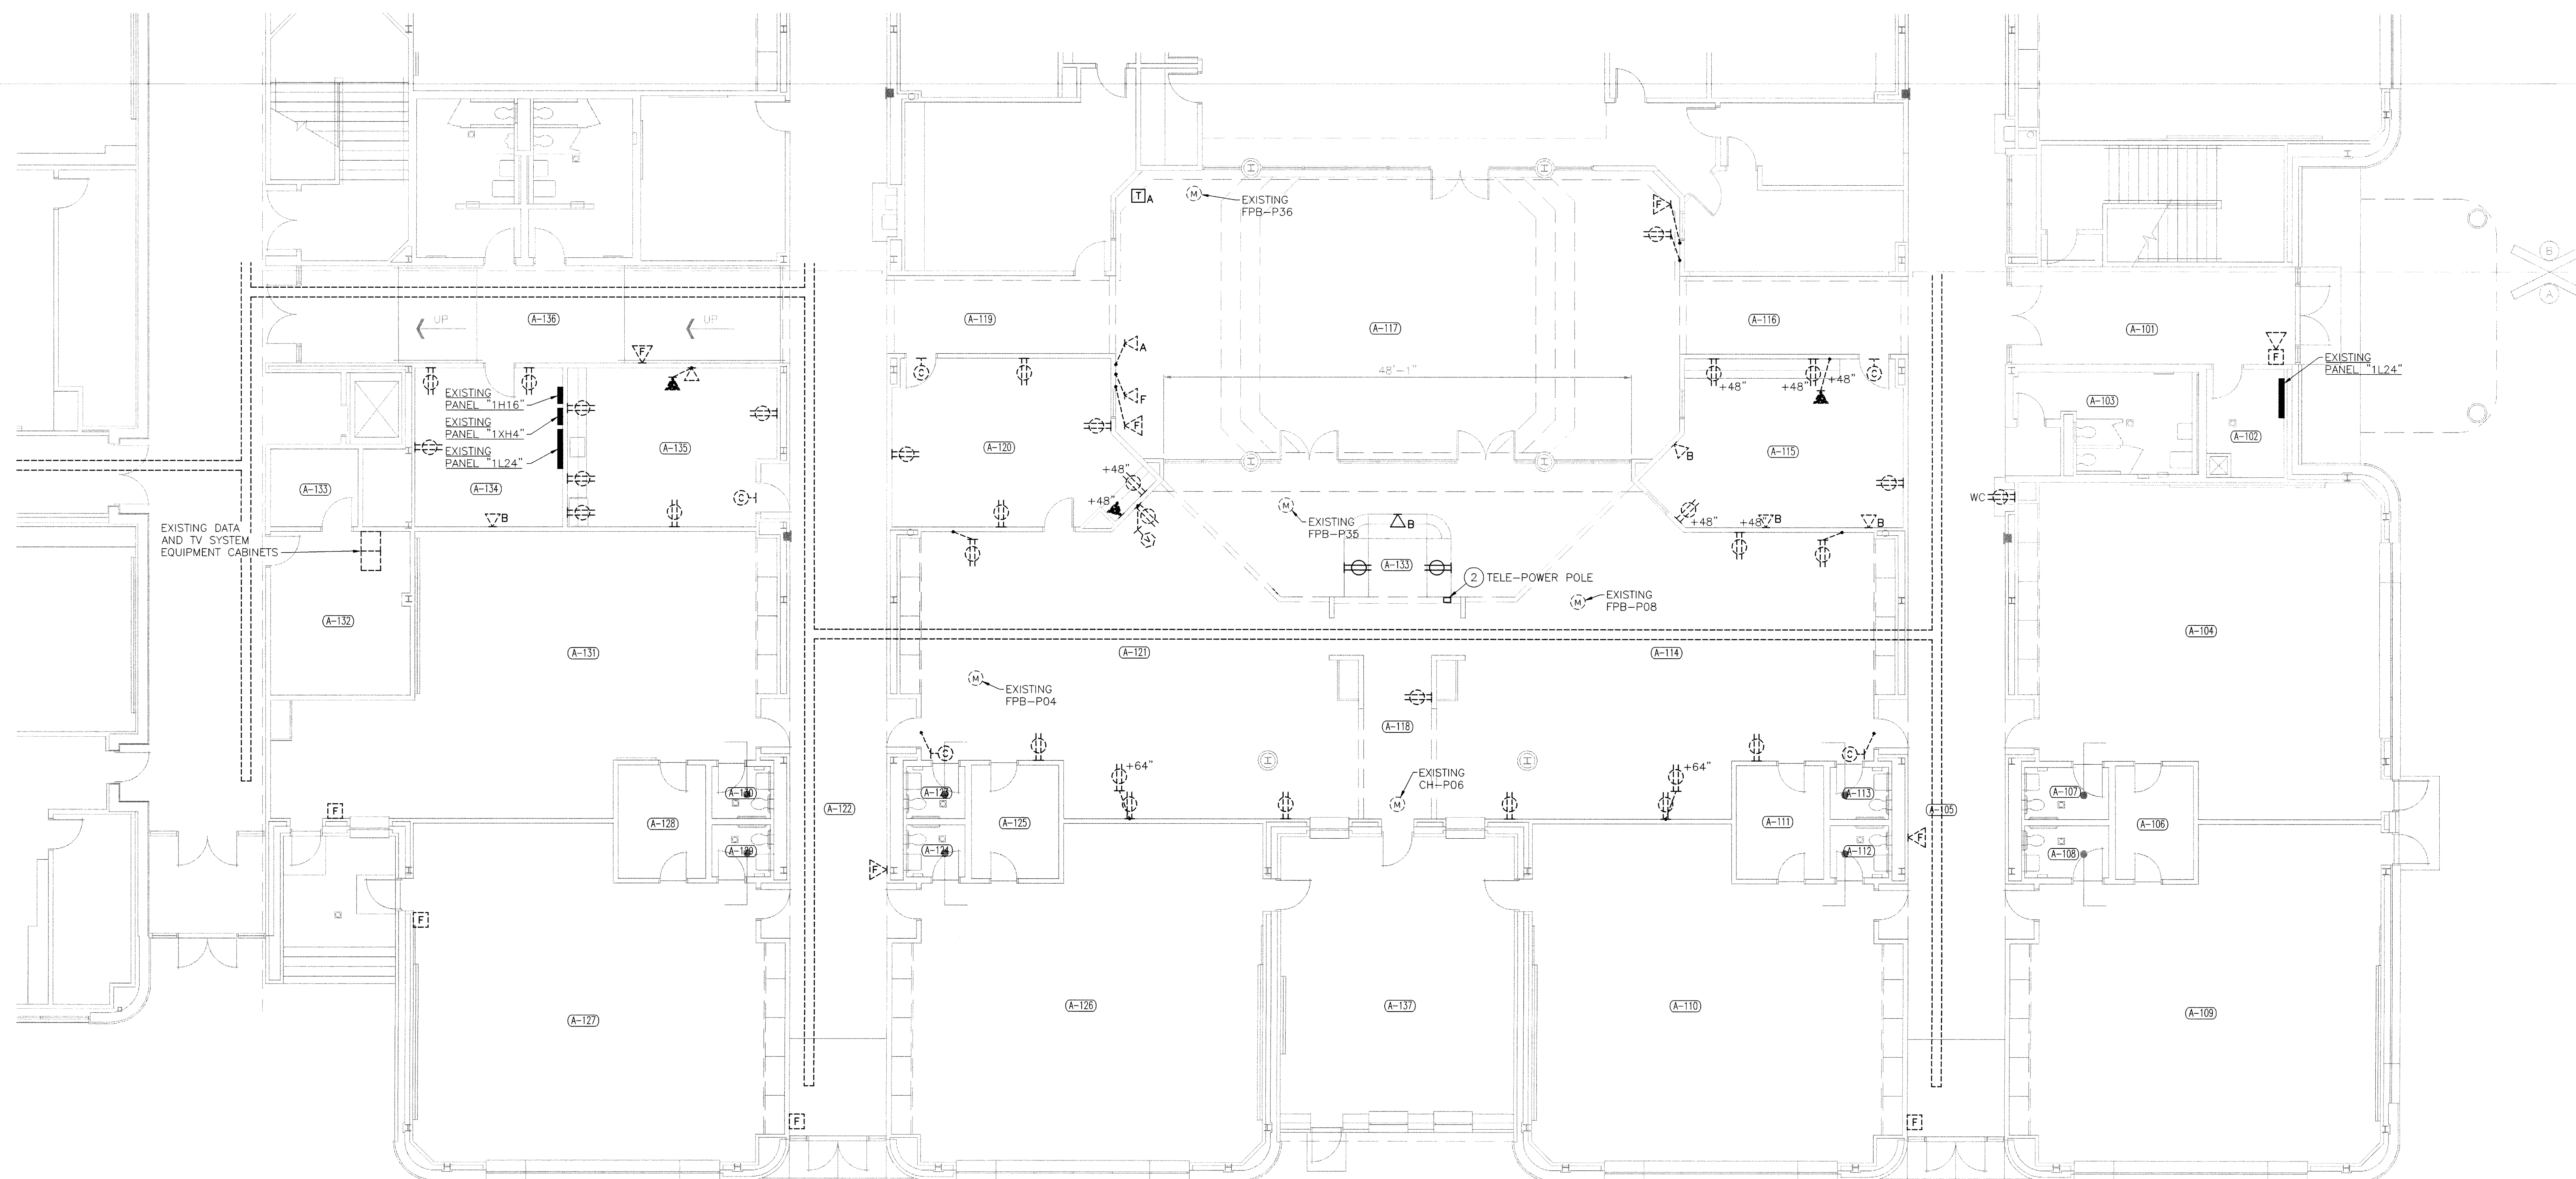 T A
M
EXISTING
FPB-P36
F
B
A
UP
A-136
UP
A-119
A-117
A-116
A-101
F
A
C
C
F
F
48'-1"
EXISTING
PANEL "1L24"
EXISTING
PANEL "1H16"
EXISTING
PANEL "1XH4"
EXISTING
PANEL "1L24"
+48"
+48"
+48"
F
F
A-103
A-102
A-135
A-120
A-115
B
A-133
A-134
B
C
+48"
+48"
WC
+48"
+48"
B
B
EXISTING DATA
AND TV SYSTEM
EQUIPMENT CABINETS
M
EXISTING
FPB-P35
B
A-133
2 TELE-POWER POLE
M
EXISTING
FPB-P08
A-132
A-131
A-121
A-114
A-104
M
EXISTING
FPB-P04
A-118
C
C
+64"
+64"
M
EXISTING
CH-P06
F
A-122
A-113
A-105
A-107
A-128
A-125
A-111
A-106
A-129
A-124
A-112
A-108
F
F
F
A-127
A-126
A-137
A-110
A-109
F
F